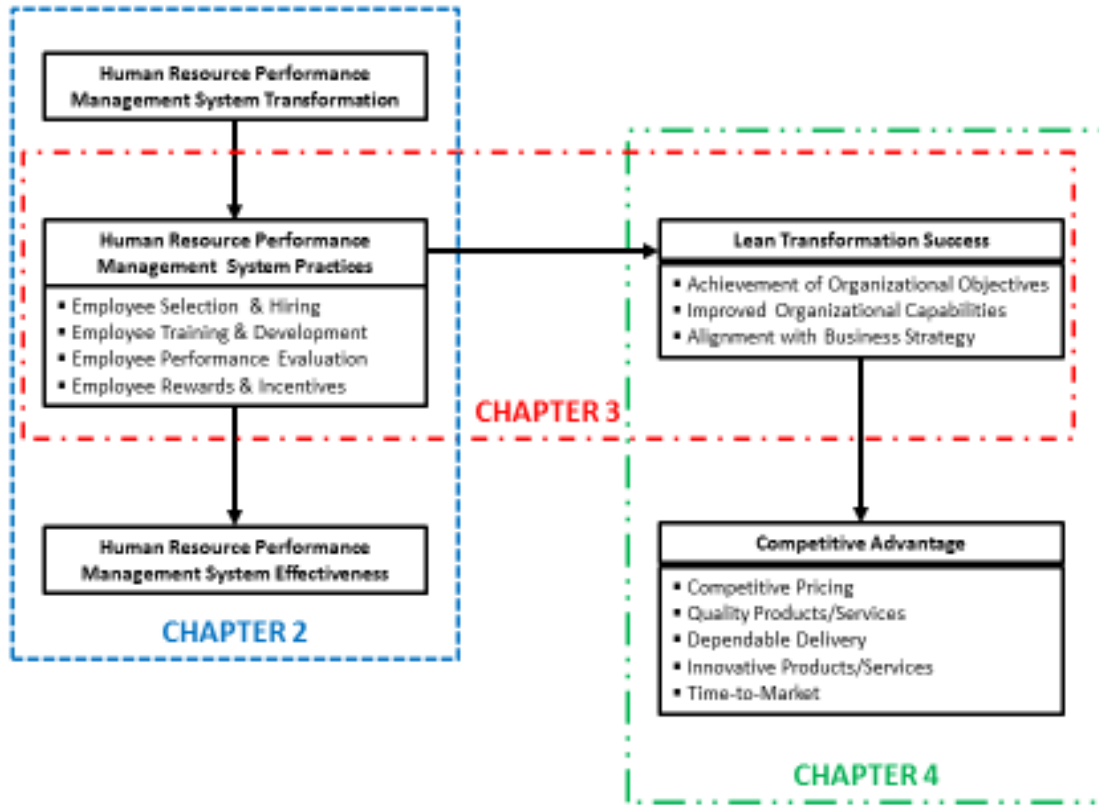 Human Resource Performance
Management System Transformation
Human Resource Performance
Management System Practices
▪ Employee Selection & Hiring
▪ Employee Training & Development
▪ Employee Performance Evaluation
▪ Employee Rewards & Incentives
Human Resource Performance
Management System Effectiveness
CHAPTER 2
CHAPTER 3
Lean Transformation Success
▪ Achievement of Organizational Objectives
▪ Improved Organizational Capabilities
▪ Alignment with Business Strategy
Competitive Advantage
▪ Competitive Pricing
▪ Quality Products/Services
▪ Dependable Delivery
▪ Innovative Products/Services
▪ Time-to-Market
CHAPTER 4